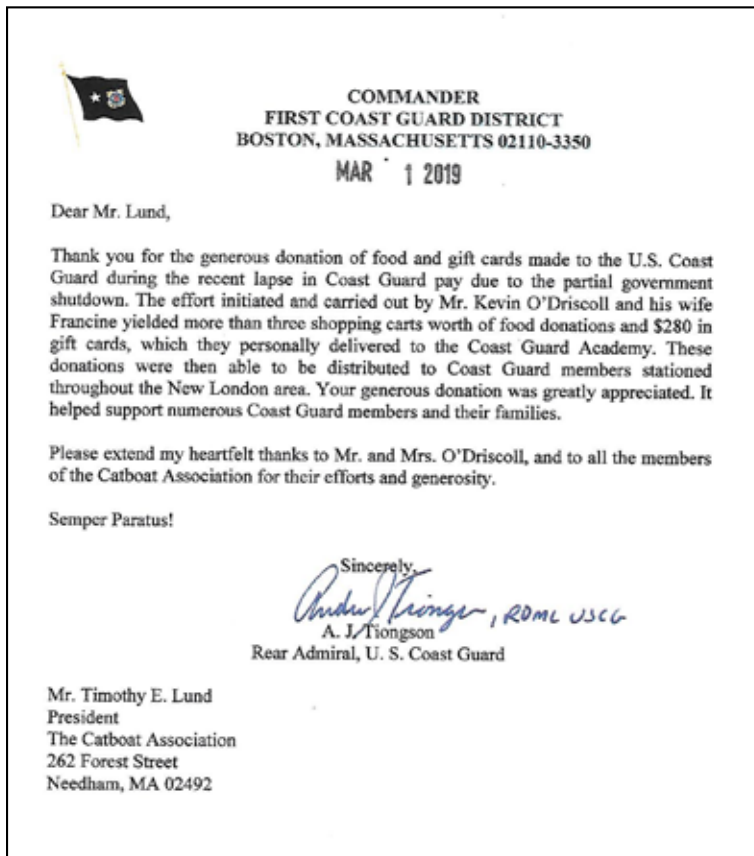 COMMANDER
FIRST COAST GUARD DISTRICT
BOSTON, MASSACHUSETTS 02110-3350
MAR 1 2019
Dear Mr. Lund,
Thank you for the generous donation of food and gift cards made to the U.S. Coast
Guard during the recent lapse in Coast Guard pay due to the partial government
shutdown. The effort initiated and carried out by Mr. Kevin O'Driscoll and his wife
Francine yielded more than three shopping carts worth of food donations and $280 in
gift cards, which they personally delivered to the Coast Guard Academy. These
donations were then able to be distributed to Coast Guard members stationed
throughout the New London area. Your generous donation was greatly appreciated. It
helped support numerous Coast Guard members and their families.
Please extend my heartfelt thanks to Mr. and Mrs. O'Driscoll, and to all the members
of the Catboat Association for their efforts and generosity.
Semper Paratus!
Sincerely,
, RDML USCG
A. J. Tiongson
Rear Admiral, U. S. Coast Guard
Mr. Timothy E. Lund
President
The Catboat Association
262 Forest Street
Needham, MA 02492